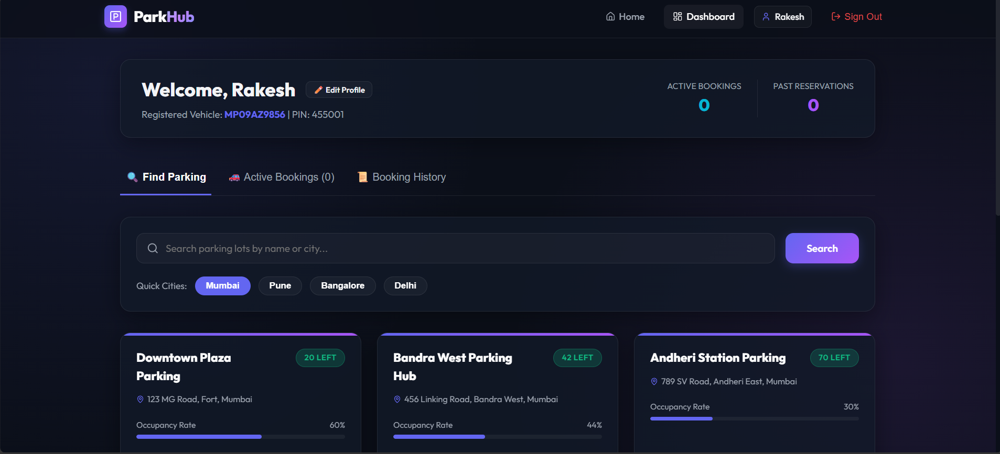 ParkHub
Home
Dashboard
Rakesh
Sign Out
Welcome, Rakesh
Edit Profile
Registered Vehicle: MP09AZ9856 | PIN: 455001
ACTIVE BOOKINGS
0
PAST RESERVATIONS
0
Find Parking
Active Bookings (0)
Booking History
Search parking lots by name or city...
Search
Quick Cities:
Mumbai
Pune
Bangalore
Delhi
Downtown Plaza
Parking
20 LEFT
123 MG Road, Fort, Mumbai
Occupancy Rate
60%
Bandra West Parking
Hub
42 LEFT
456 Linking Road, Bandra West, Mumbai
Occupancy Rate
44%
Andheri Station Parking
70 LEFT
789 SV Road, Andheri East, Mumbai
Occupancy Rate
30%